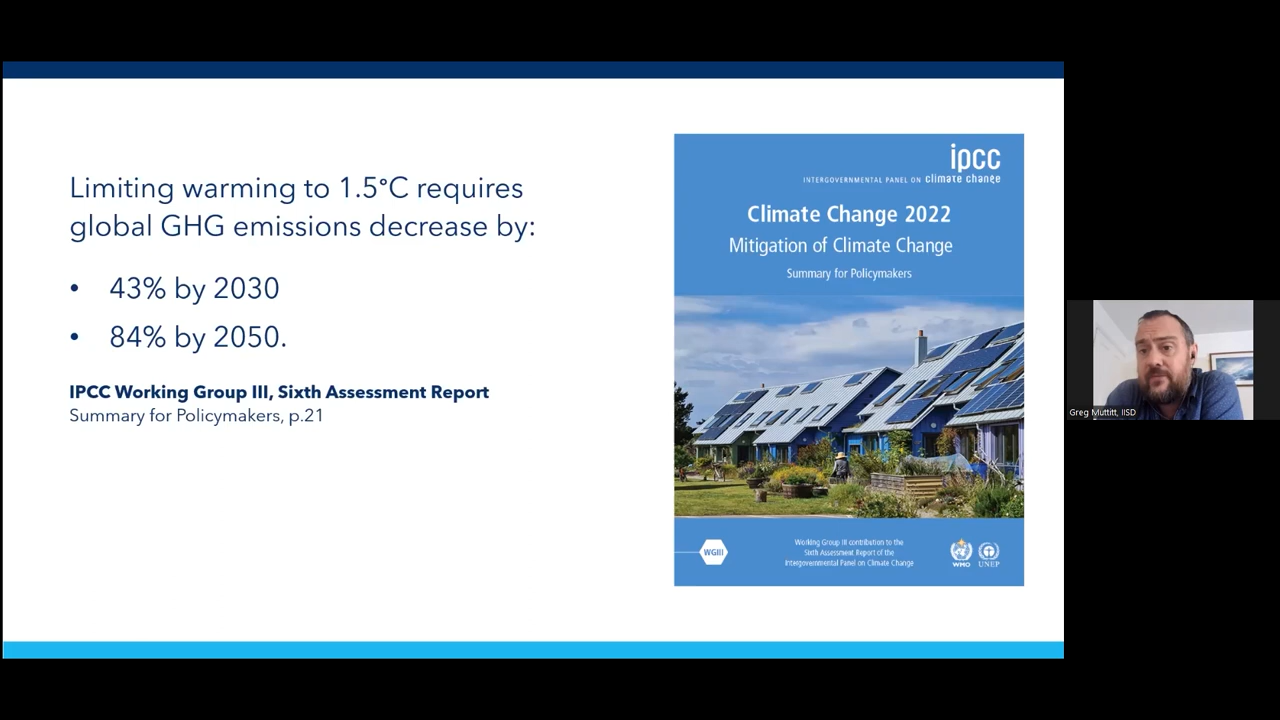 Limiting warming to 1.5°C requires
global GHG emissions decrease by:
• 43% by 2030
• 84% by 2050.
IPCC Working Group III, Sixth Assessment Report
Summary for Policymakers, p.21
ipcc
INTERGOVERNMENTAL PANEL ON climate change
Climate Change 2022
Mitigation of Climate Change
Summary for Policymakers
WGIII
Working Group III contribution to the
Sixth Assessment Report of the
Intergovernmental Panel on Climate Change
WMO
UNEP
Greg Muttitt, IISD